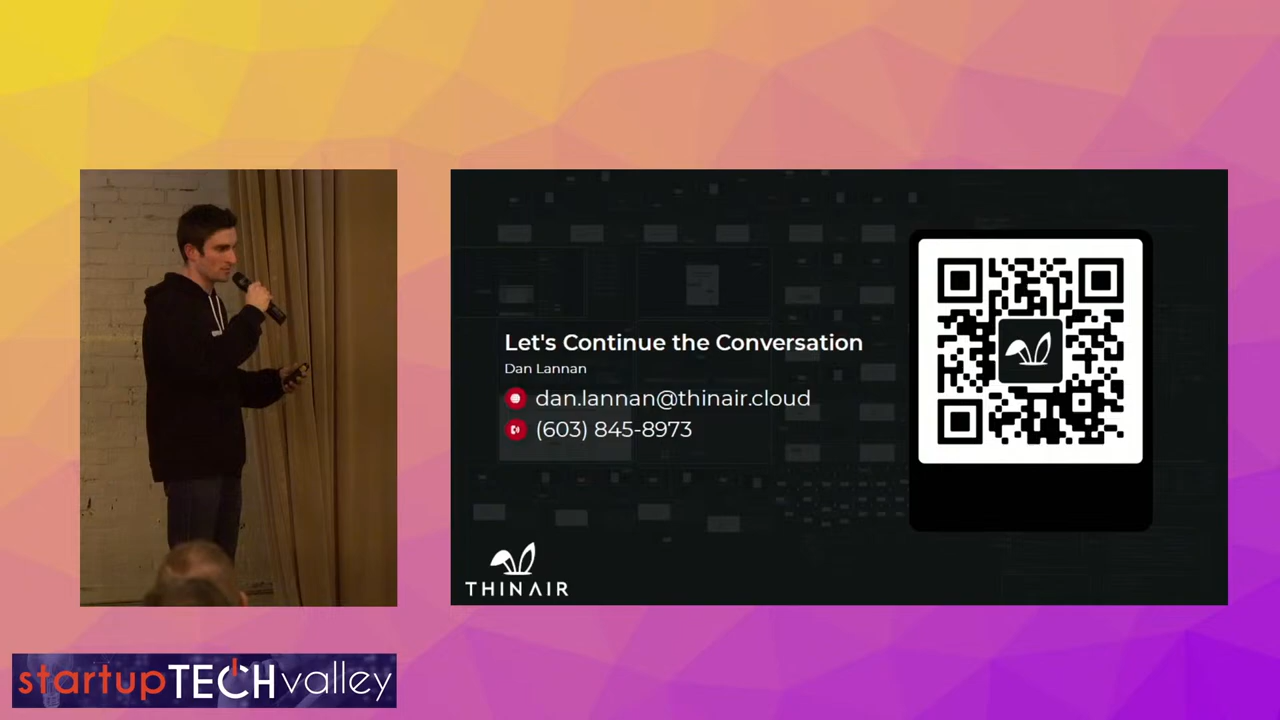 Let's Continue the Conversation
Dan Lannan
dan.lannan@thinair.cloud
(603) 845-8973
THINAIR
startupTECHvalley